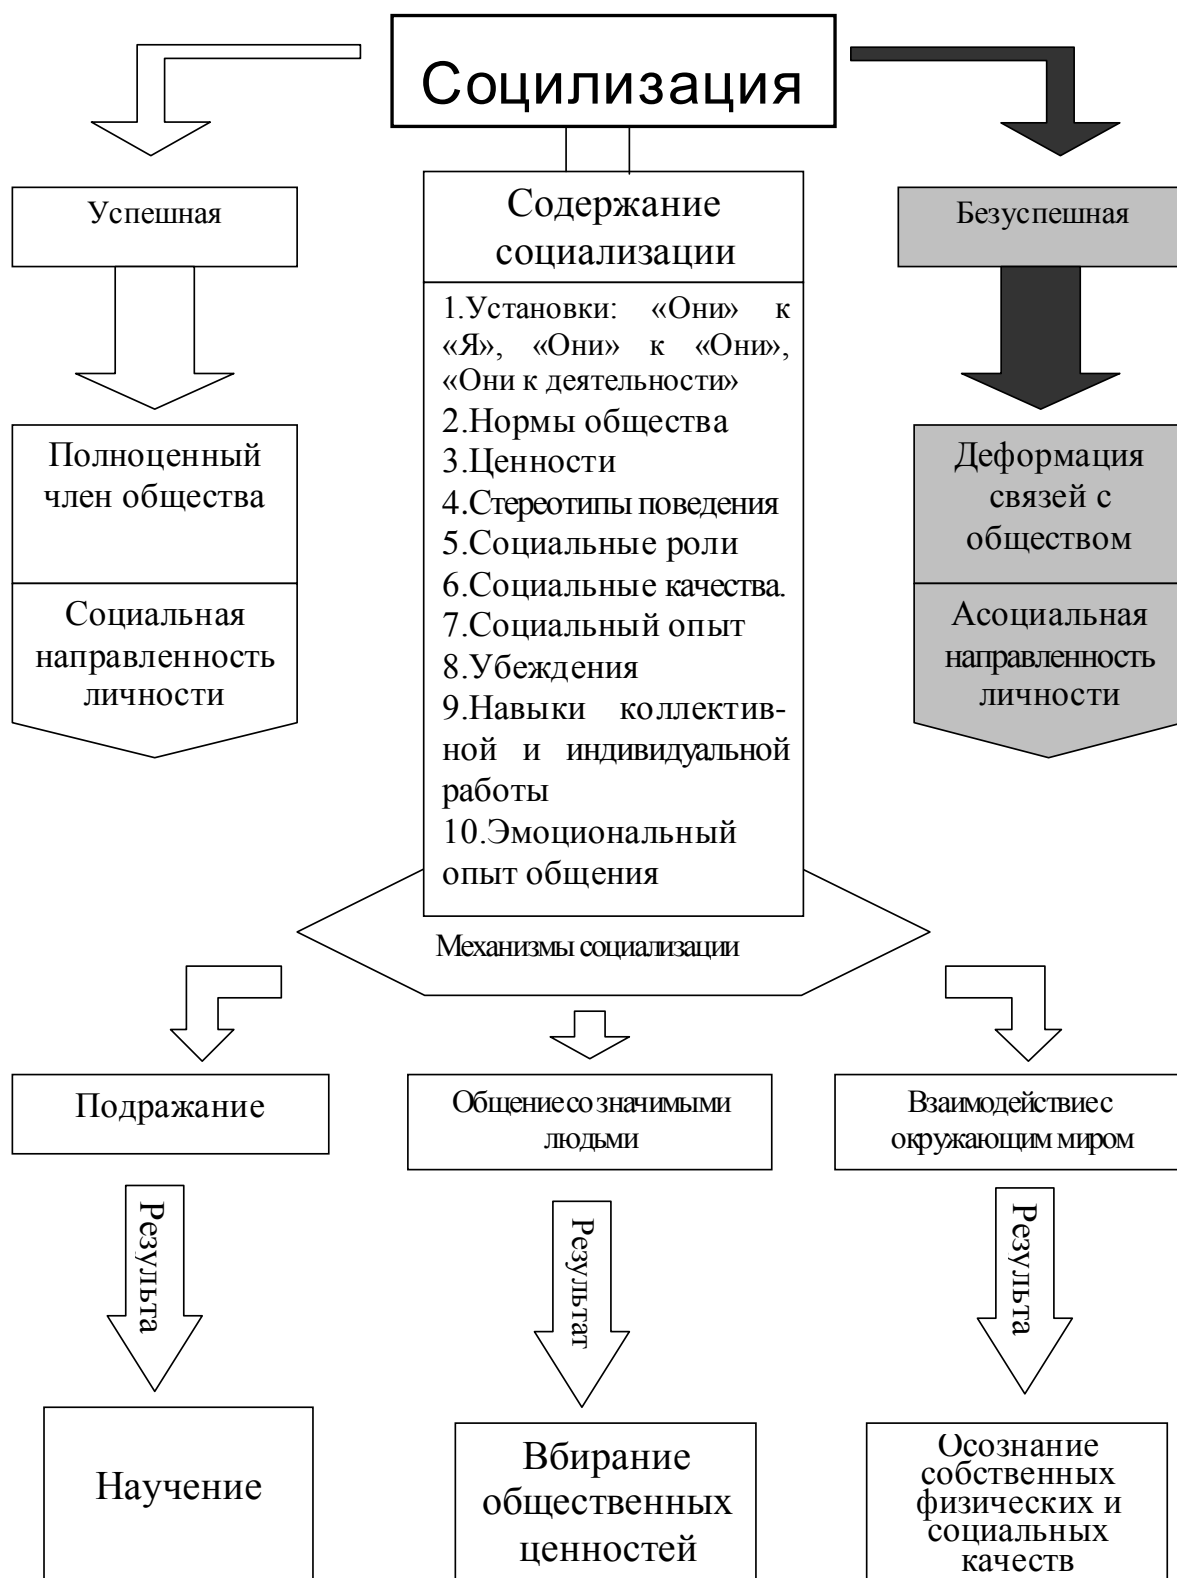 Социлизация
Успешная
Содержание
социализации
Безуспешная
1.Установки: «Они» к
«Я», «Они» к «Они»,
«Они к деятельности»
2.Нормы общества
3.Ценности
4.Стереотипы поведения
5.Социальные роли
6.Социальные качества.
7.Социальный опыт
8.Убеждения
9.Навыки коллектив-
ной и индивидуальной
работы
10.Эмоциональный
опыт общения
Полноценный
член общества
Социальная
направленность
личности
Деформация
связей с
обществом
Асоциальная
направленность
личности
Механизмы социализации
Подражание
Общение со значимыми
людьми
Взаимодействие с
окружающим миром
Результа
Результат
Результа
Научение
Вбирание
общественных
ценностей
Осознание
собственных
физических и
социальных
качеств